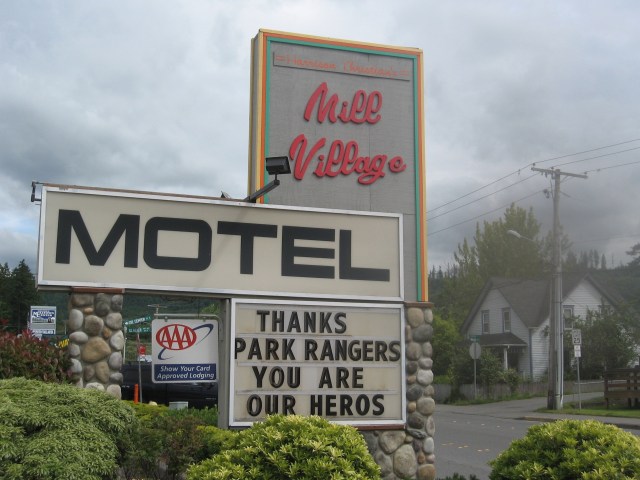 Mill
Village
MOTEL
THANKS
PARK RANGERS
YOU ARE
OUR HEROS
AAA
Show Your Card
Approved Lodging